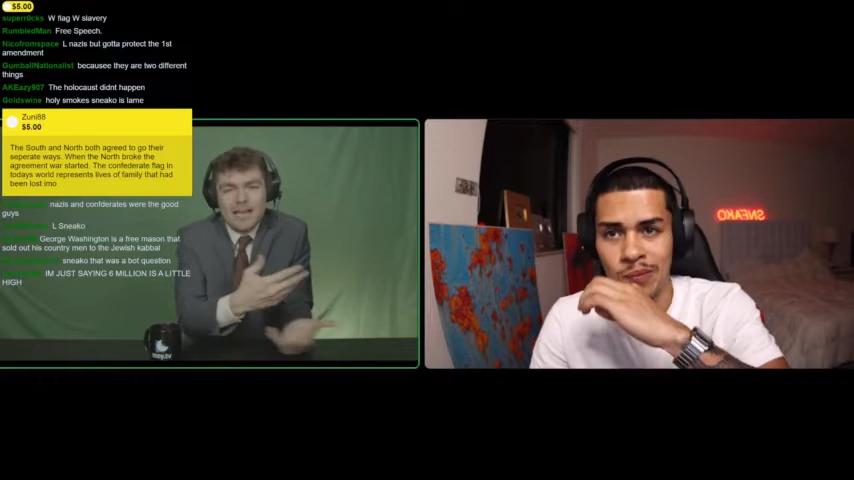 $5.00
superr0cks W flag W slavery
RumbledMan Free Speech.
Nicofromspace L nazis but gotta protect the 1st
amendment
GumballNationalist becausee they are two different
things
AKEazy907 The holocaust didnt happen
Goldswine holy smokes sneako is lame
Zuni88
$5.00
The South and North both agreed to go their
seperate ways. When the North broke the
agreement war started. The confederate flag in
todays world represents lives of family that had
been lost imo
nazis and confderates were the good
guys
L Sneako
George Washington is a free mason that
sold out his country men to the Jewish kabbal
sneako that was a bot question
IM JUST SAYING 6 MILLION IS A LITTLE
HIGH
SNEAKO